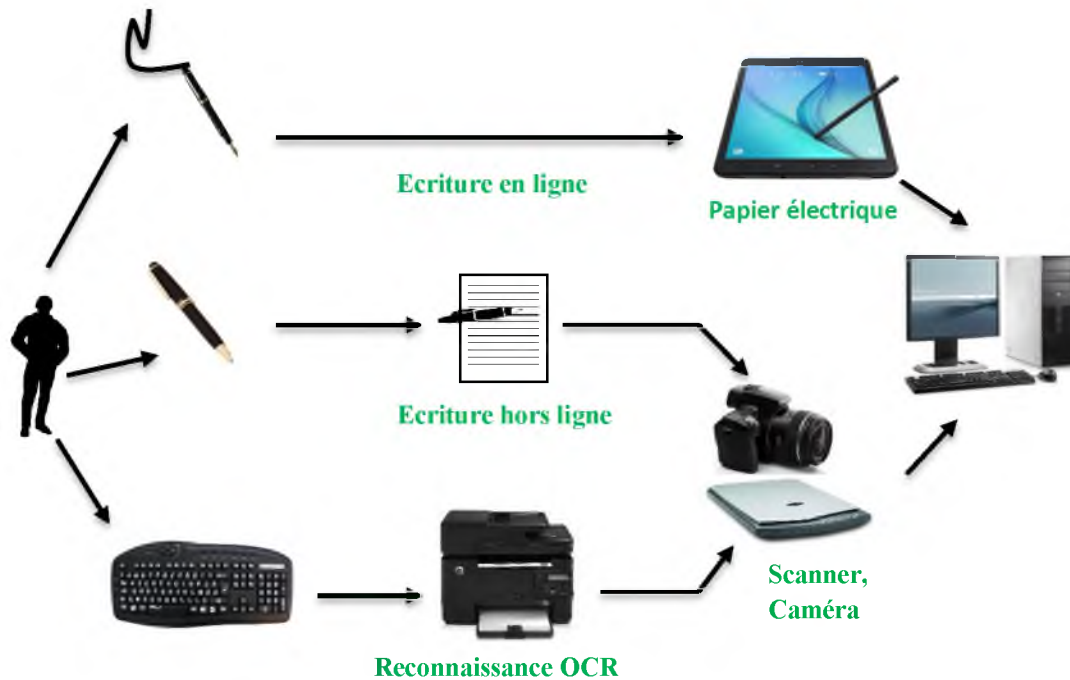 Ecriture en ligne
Papier électrique
Ecriture hors ligne
Scanner,
Caméra
Reconnaissance OCR